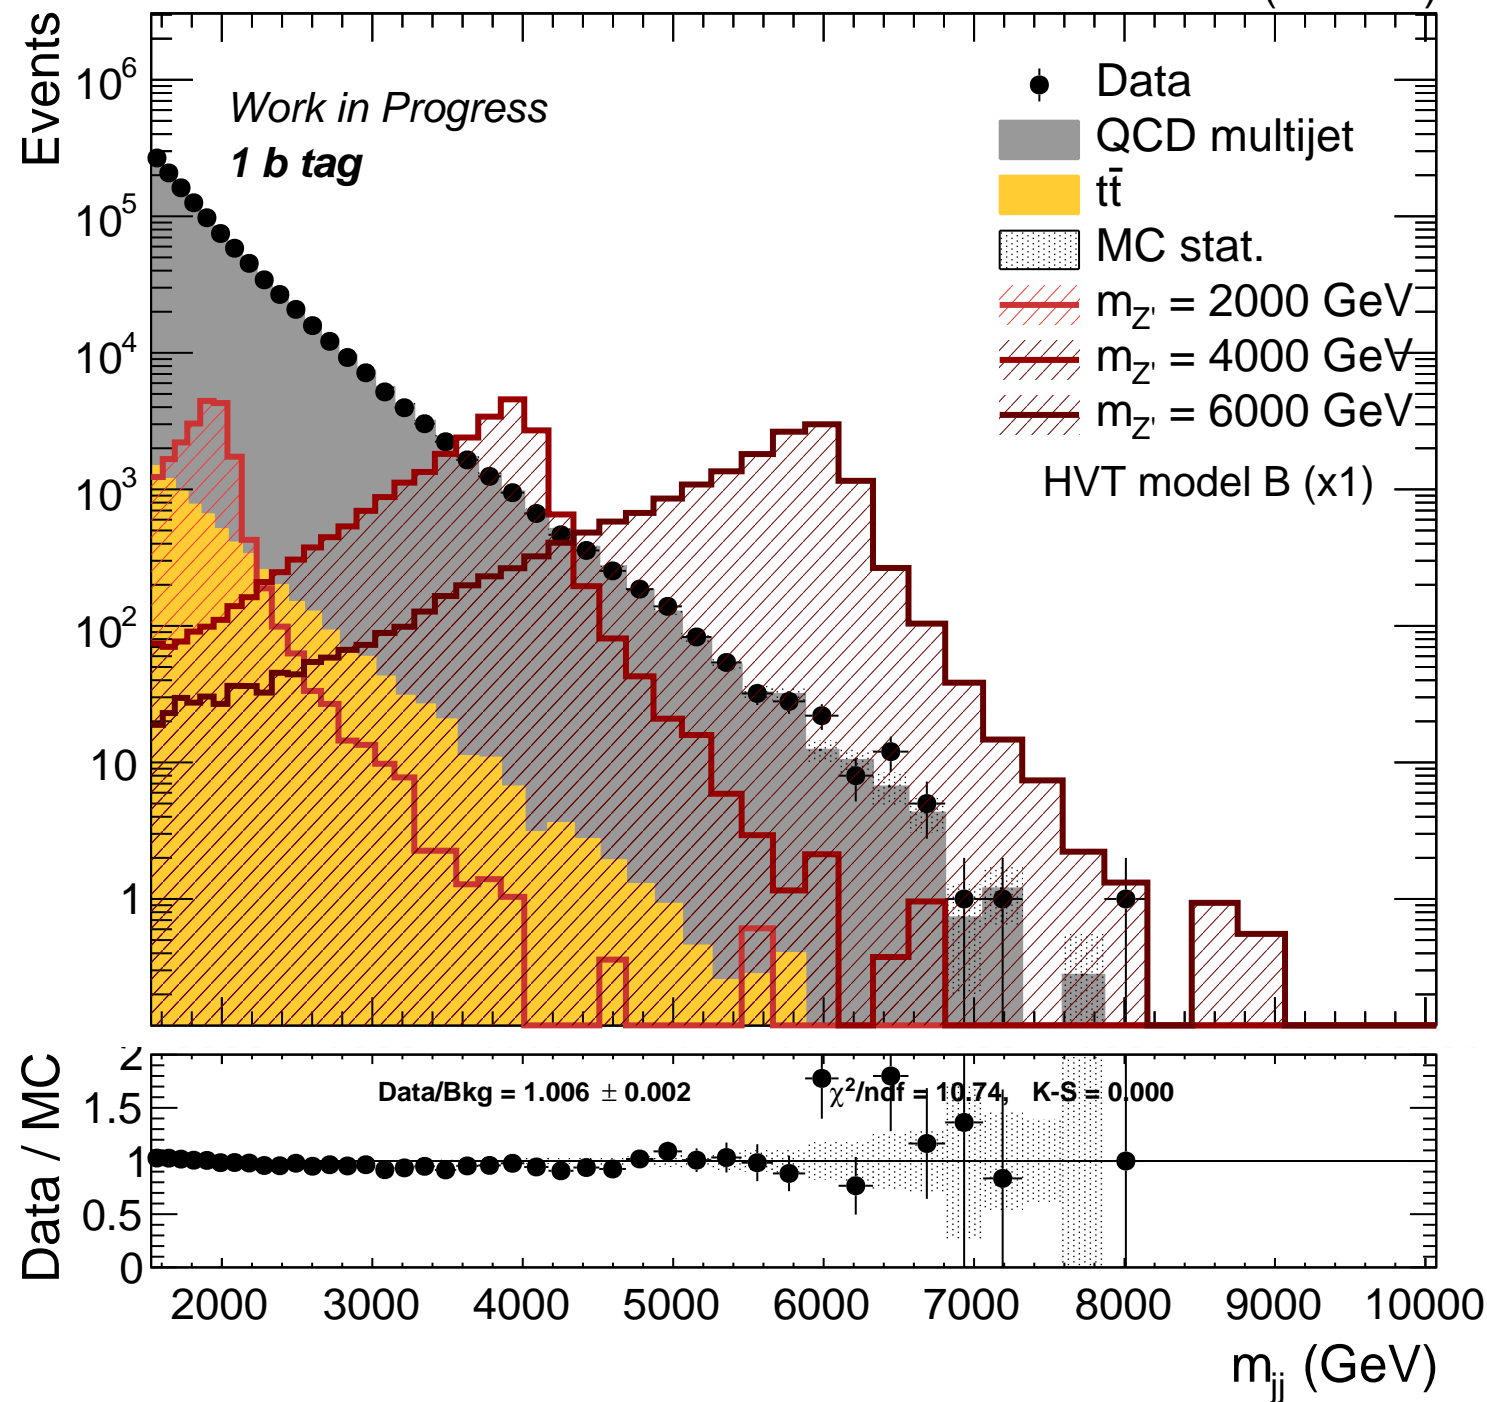 Events
10^6
10^5
10^4
10^3
10^2
10
1
Work in Progress
1 b tag
Data
QCD multijet
tt̄
MC stat.
m_Z' = 2000 GeV
m_Z' = 4000 GeV
m_Z' = 6000 GeV
HVT model B (x1)
Data / MC
2
1.5
1
0.5
0
Data/Bkg = 1.006 ± 0.002
χ²/ndf = 10.74, K-S = 0.000
2000 3000 4000 5000 6000 7000 8000 9000 10000
m_jj (GeV)